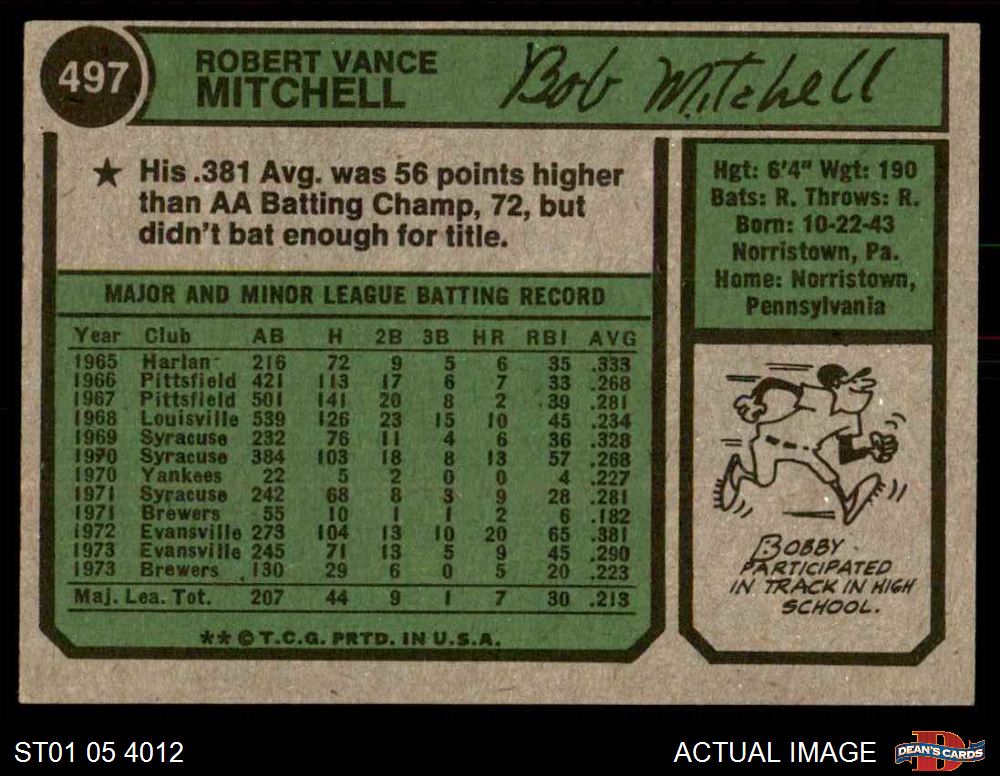 497
ROBERT VANCE
MITCHELL
Bob Mitchell
★ His .381 Avg. was 56 points higher
than AA Batting Champ, 72, but
didn't bat enough for title.
Hgt: 6'4" Wgt: 190
Bats: R. Throws: R.
Born: 10-22-43
Norristown, Pa.
Home: Norristown,
Pennsylvania
MAJOR AND MINOR LEAGUE BATTING RECORD
Year Club AB H 2B 3B HR RBI AVG
1965 Harlan 216 72 9 5 6 35 .333
1966 Pittsfield 421 113 17 6 7 33 .268
1967 Pittsfield 501 141 20 8 2 39 .281
1968 Louisville 539 126 23 15 10 45 .234
1969 Syracuse 232 76 11 4 6 36 .328
1970 Syracuse 384 103 18 8 13 57 .268
1970 Yankees 22 5 2 0 0 4 .227
1971 Syracuse 242 68 8 3 9 28 .281
1971 Brewers 55 10 1 1 2 6 .182
1972 Evansville 273 104 13 10 20 65 .381
1973 Evansville 245 71 13 5 9 45 .290
1973 Brewers 130 29 6 0 5 20 .223
Maj. Lea. Tot. 207 44 9 1 7 30 .213
** © T.C.G. PRTD. IN U.S.A.
BOBBY
PARTICIPATED
IN TRACK IN HIGH
SCHOOL.
ST01 05 4012
ACTUAL IMAGE
DEAN'S CARDS